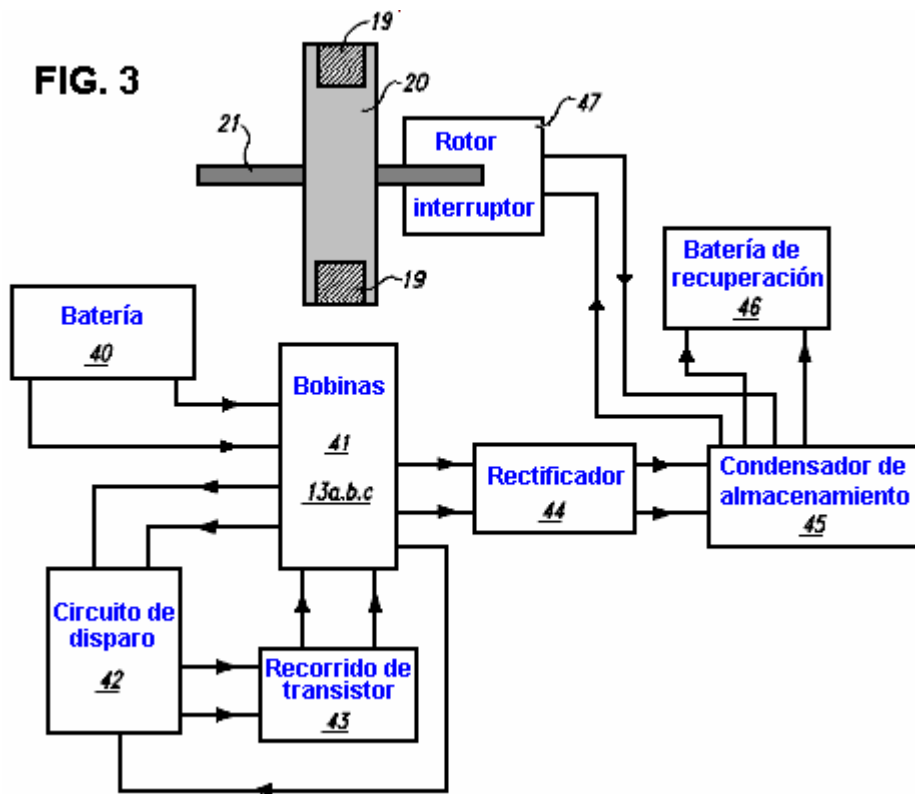 FIG. 3
19
20
21
47
Rotor
interruptor
19
Batería de
recuperación
46
Batería
40
Bobinas
41
13a.b.c
Rectificador
44
Condensador de
almacenamiento
45
Circuito de
disparo
42
Recorrido de
transistor
43